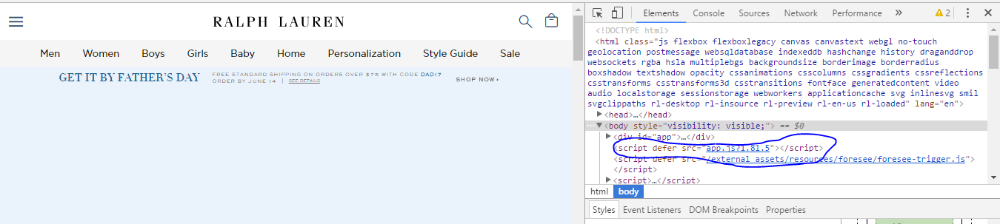 RALPH LAUREN
Men Women Boys Girls Baby Home Personalization Style Guide Sale
GET IT BY FATHER'S DAY
FREE STANDARD SHIPPING ON ORDERS OVER $75 WITH CODE DAD17
ORDER BY JUNE 14 | SEE DETAILS
SHOP NOW ›
Elements Console Sources Network Performance » 2
<!DOCTYPE html>
<html class="js flexbox flexboxlegacy canvas canvastext webgl no-touch
geolocation postmessage websqldatabase indexeddb hashchange history draganddrop
websockets rgba hsla multiplebgs backgroundsize borderimage borderradius
boxshadow textshadow opacity cssanimations csscolumns cssgradients cssreflections
csstransforms csstransforms3d csstransitions fontface generatedcontent video
audio localstorage sessionstorage webworkers applicationcache svg inlinesvg smil
svgclippaths rl-desktop rl-insource rl-preview rl-en-us rl-loaded" lang="en">
<head>…</head>
<body style="visibility: visible;"> == $0
<div id="app">…</div>
<script defer src="app.js?1.81.5"></script>
<script defer src="/external_assets/resources/foresee/foresee-trigger.js">
</script>
<script>…</script>
html body
Styles Event Listeners DOM Breakpoints Properties